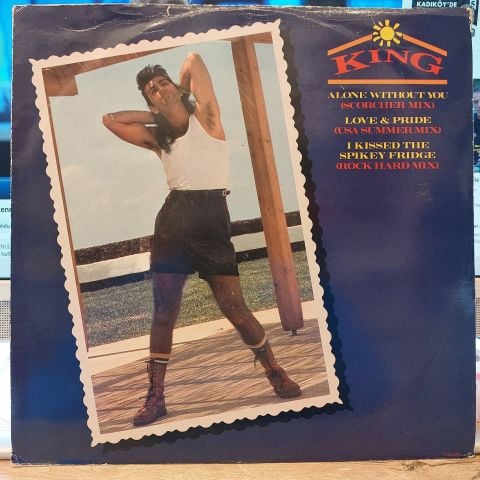 KADIKÖY'DE
KING
ALONE WITHOUT YOU
(SCORCHER MIX)
LOVE & PRIDE
(USA SUMMER MIX)
I KISSED THE
SPIKEY FRIDGE
(ROCK HARD MIX)